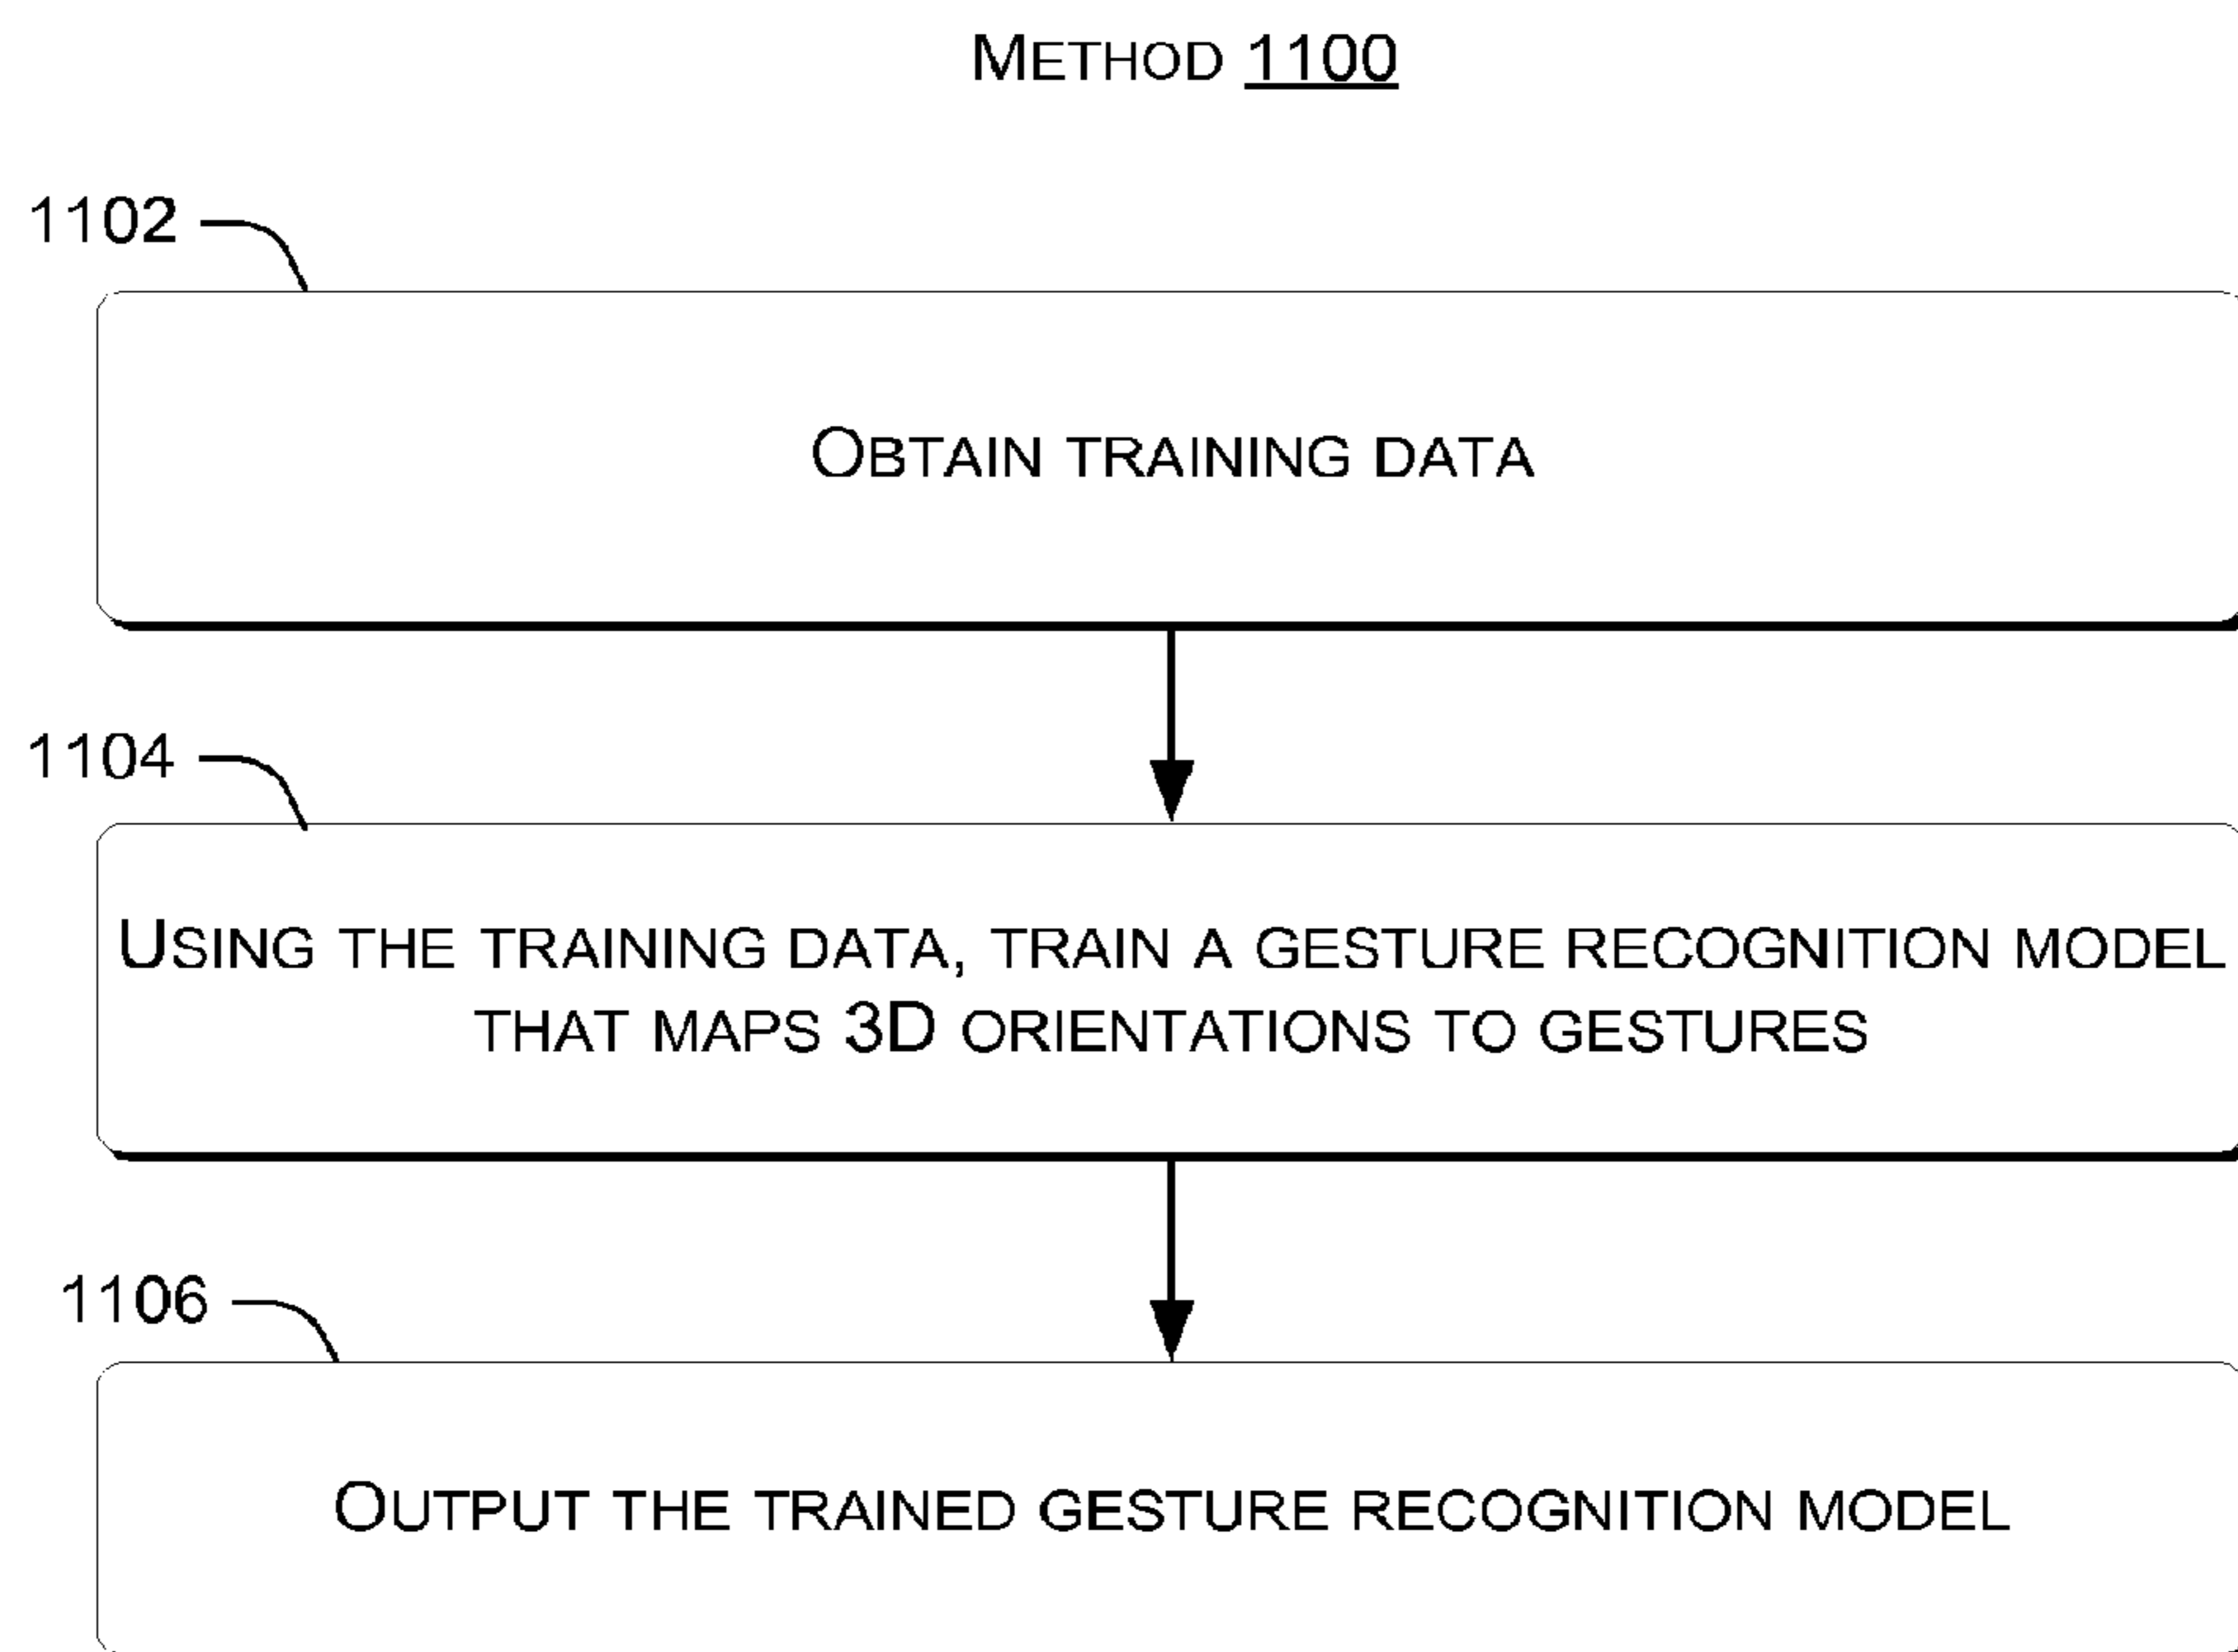 METHOD 1100
1102
OBTAIN TRAINING DATA
1104
USING THE TRAINING DATA, TRAIN A GESTURE RECOGNITION MODEL
THAT MAPS 3D ORIENTATIONS TO GESTURES
1106
OUTPUT THE TRAINED GESTURE RECOGNITION MODEL